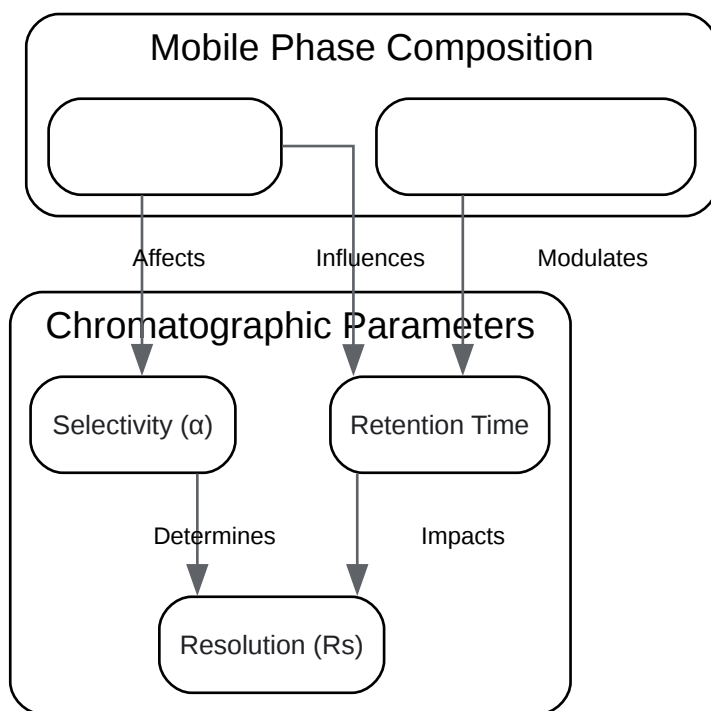 Mobile Phase Composition
Affects
Influences
Modulates
Chromatographic Parameters
Selectivity (α)
Retention Time
Determines
Impacts
Resolution (Rs)